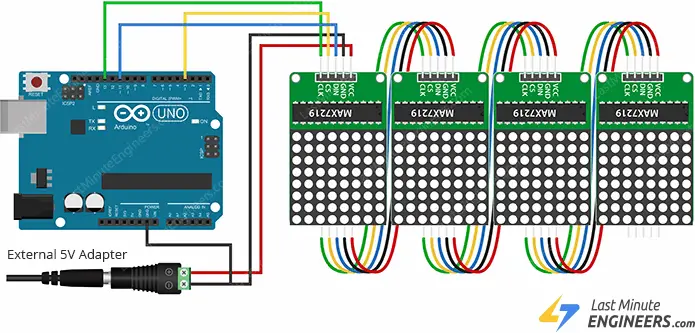 RESET
ICSP2
L
TX
RX
Arduino
UNO
DIGITAL (PWM~)
ON
ICSP
POWER
ANALOG IN
External 5V Adapter
CLK
CS
DIN
GND
VCC
MAX7219
CLK
CS
DIN
GND
VCC
MAX7219
CLK
CS
DIN
GND
VCC
MAX7219
CLK
CS
DIN
GND
VCC
MAX7219
Last Minute
ENGINEERS.com